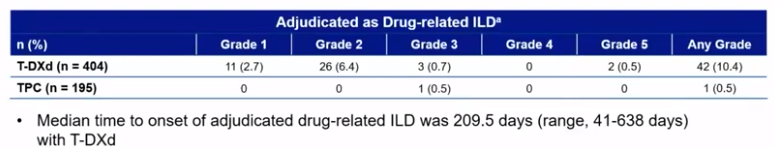 Adjudicated as Drug-related ILDa
n (%) Grade 1 Grade 2 Grade 3 Grade 4 Grade 5 Any Grade
T-DXd (n = 404) 11 (2.7) 26 (6.4) 3 (0.7) 0 2 (0.5) 42 (10.4)
TPC (n = 195) 0 0 1 (0.5) 0 0 1 (0.5)
• Median time to onset of adjudicated drug-related ILD was 209.5 days (range, 41-638 days)
with T-DXd